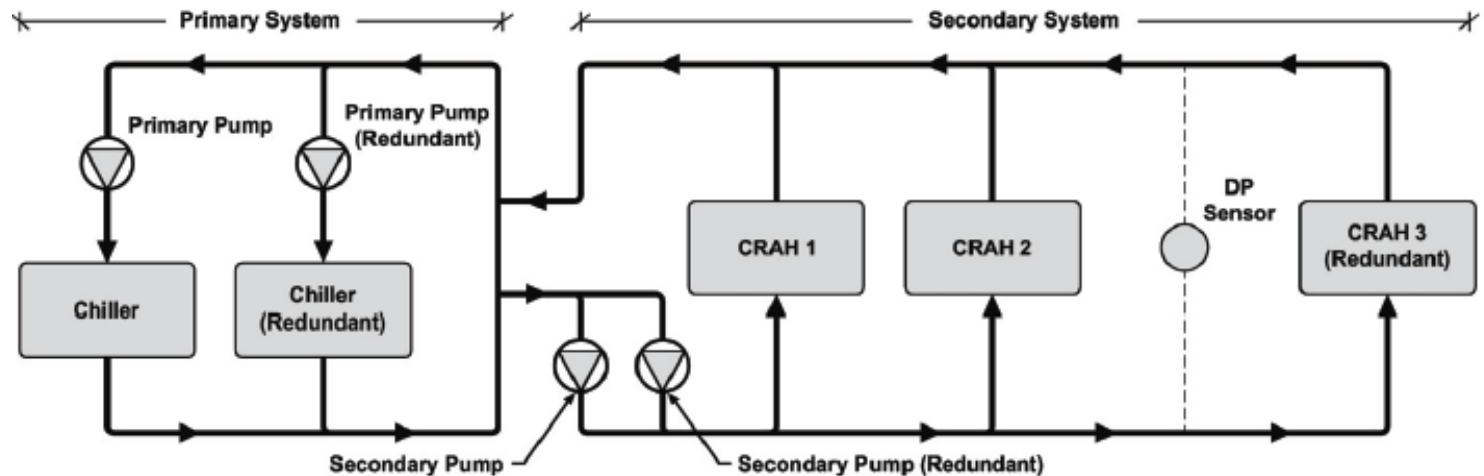 Primary System
Secondary System
Primary Pump
Primary Pump
(Redundant)
DP
Sensor
CRAH 1
CRAH 2
CRAH 3
(Redundant)
Chiller
Chiller
(Redundant)
Secondary Pump
Secondary Pump (Redundant)